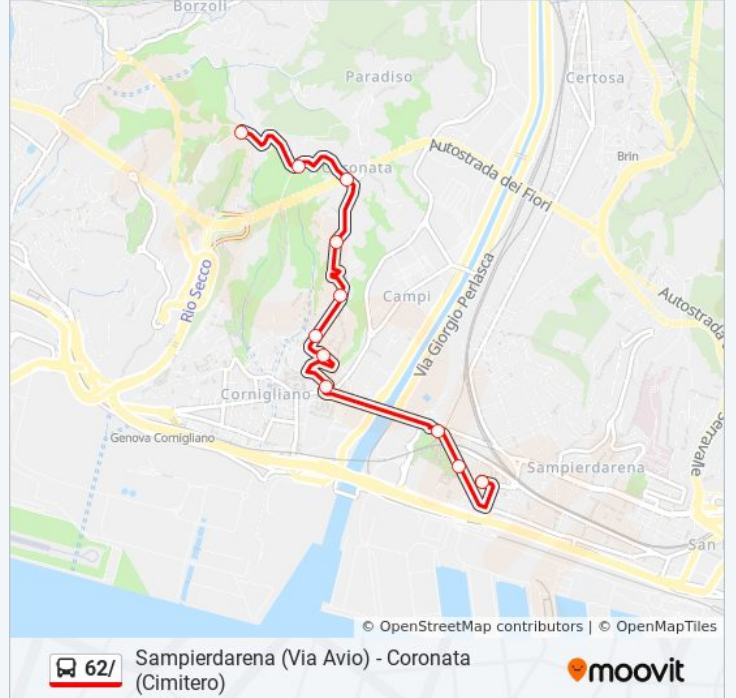 Borzoli
Paradiso
Certosa
Brin
Coronata
Autostrada dei Fiori
Rio Secco
Campi
Via Giorgio Perlasca
Autostrada
Cornigliano
Genova Cornigliano
Serravalle
Sampierdarena
San
© OpenStreetMap contributors | © OpenMapTiles
62/
Sampierdarena (Via Avio) - Coronata
(Cimitero)
moovit